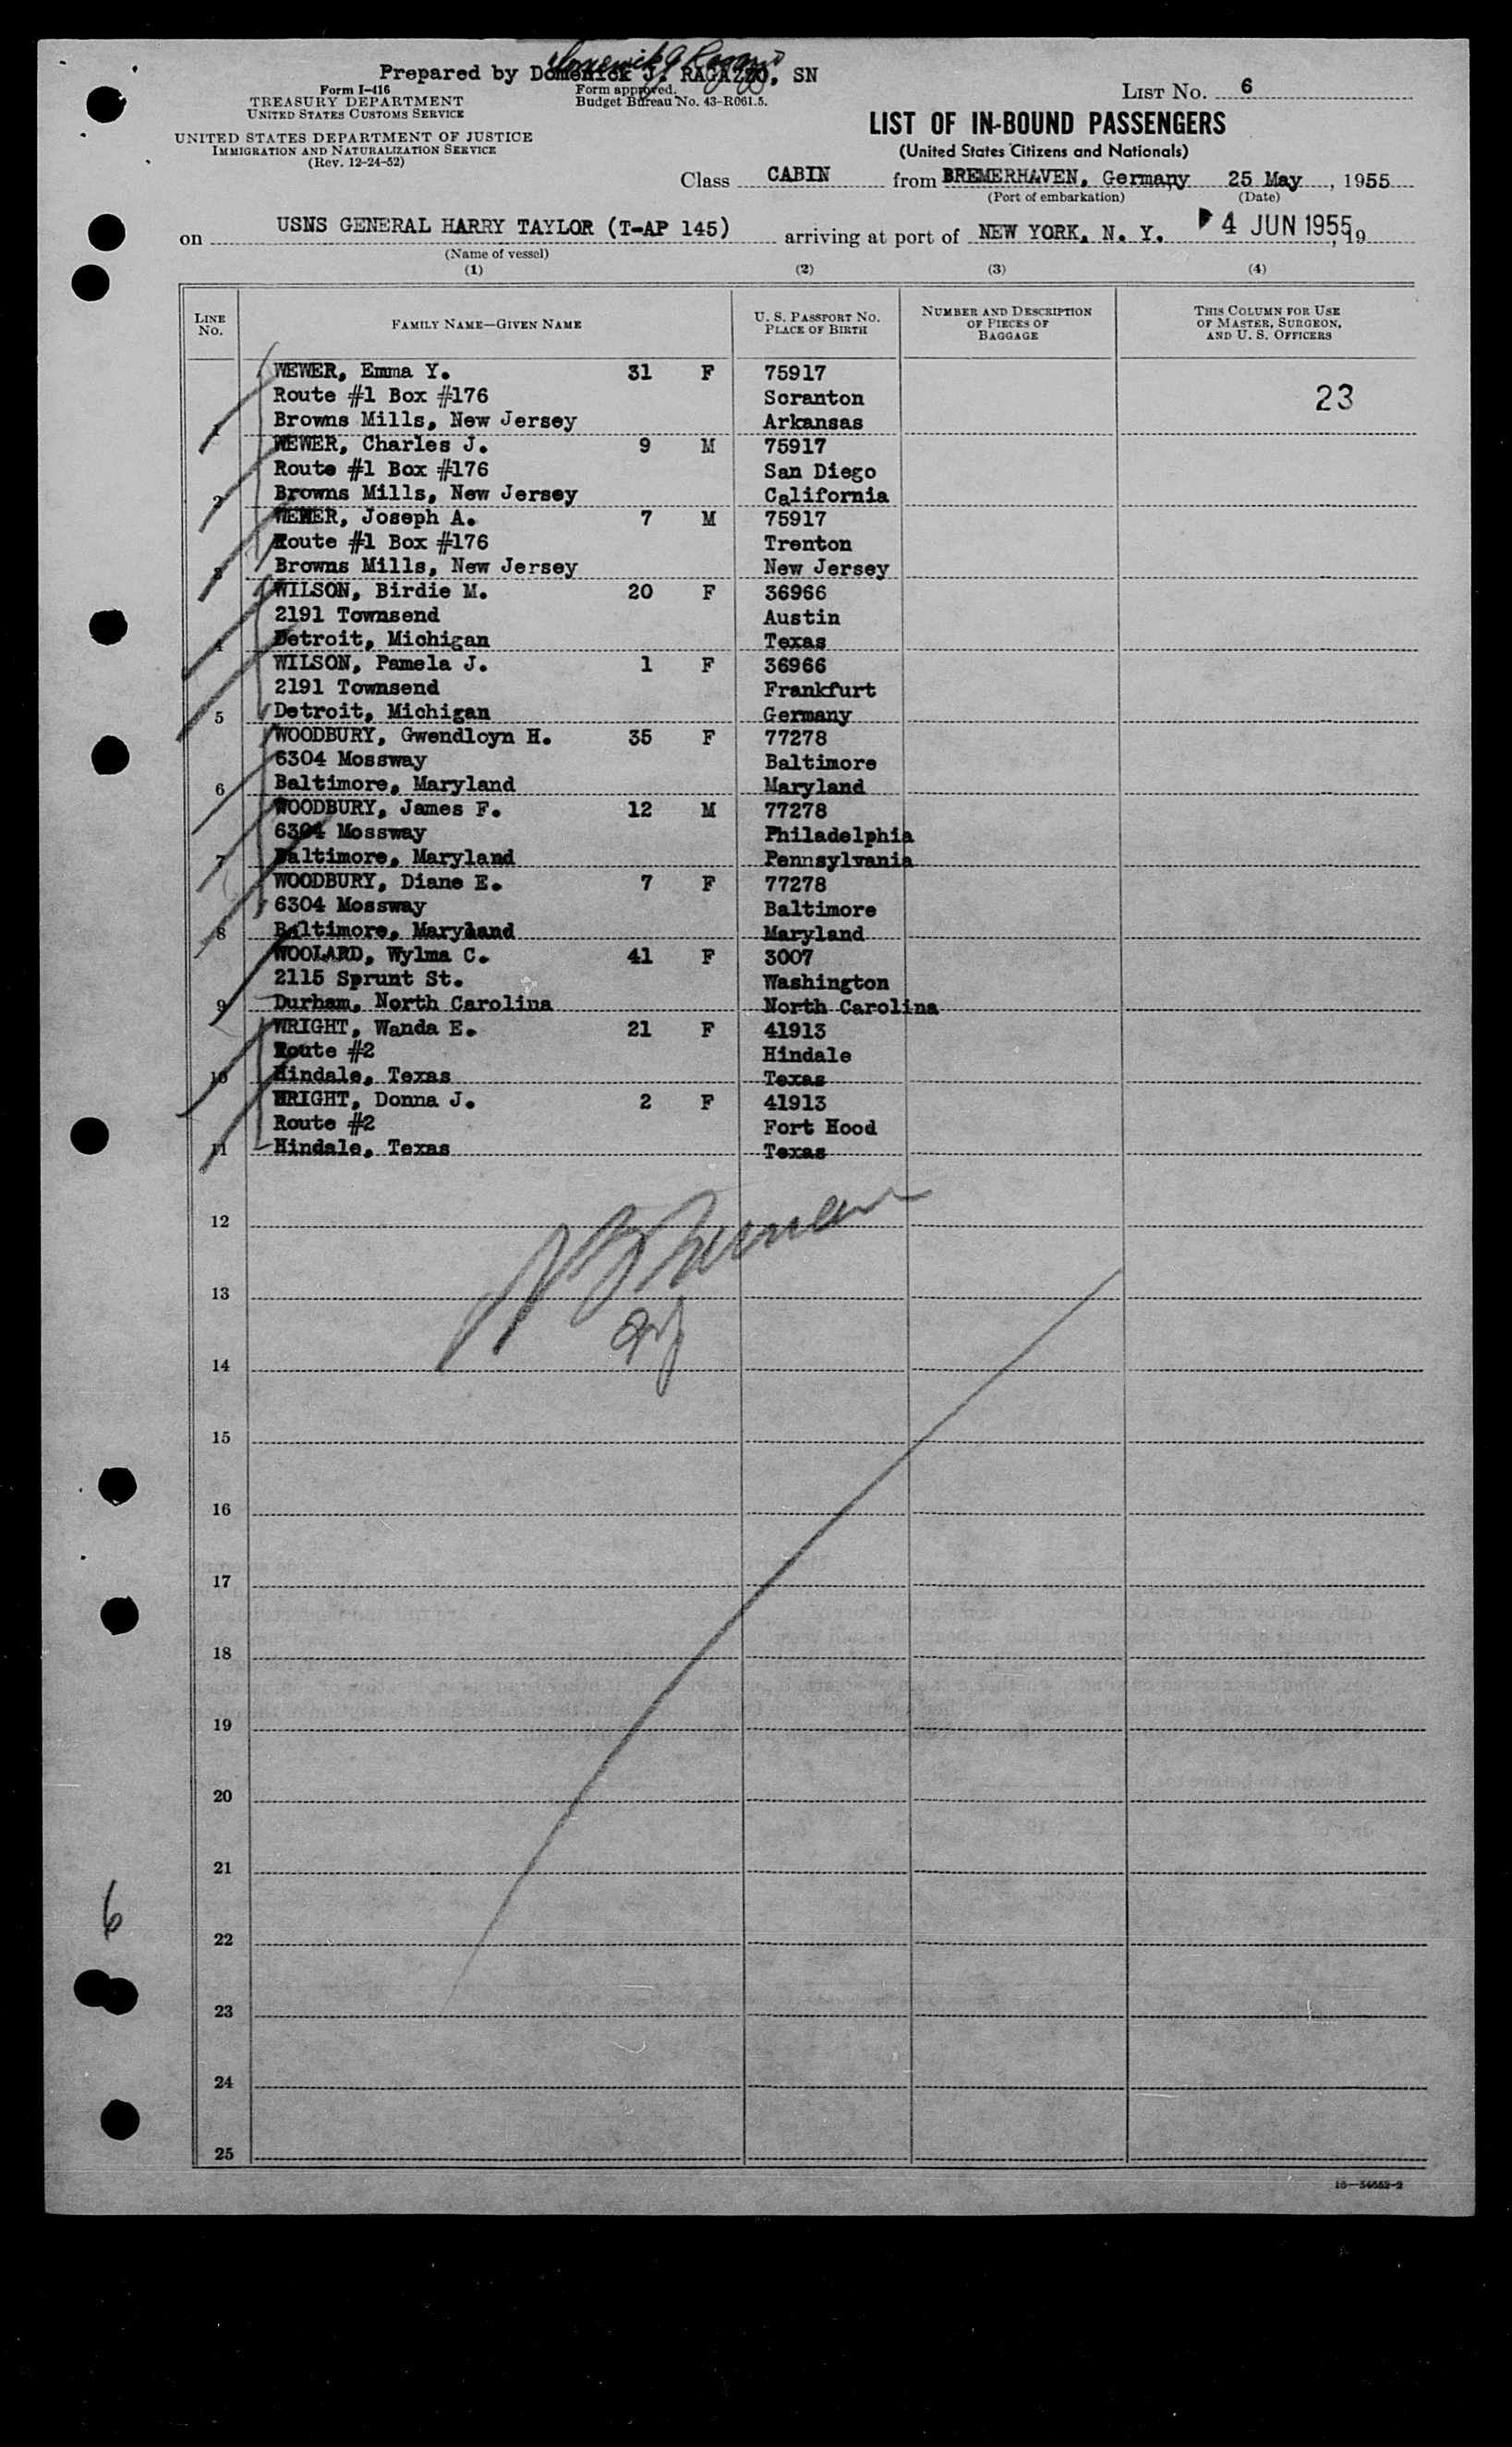 Prepared by Domenick J. RAGAZZO, SN
Form I-416
TREASURY DEPARTMENT
UNITED STATES CUSTOMS SERVICE
Form approved.
Budget Bureau No. 43-R061.5.
LIST NO. 6
UNITED STATES DEPARTMENT OF JUSTICE
IMMIGRATION AND NATURALIZATION SERVICE
(Rev. 12-24-52)
LIST OF IN-BOUND PASSENGERS
(United States Citizens and Nationals)
Class CABIN from BREMERHAVEN, Germany 25 May, 1955
(Port of embarkation) (Date)
on USNS GENERAL HARRY TAYLOR (T-AP 145) arriving at port of NEW YORK, N. Y. 4 JUN 1955, 19
(Name of vessel)
(1) (2) (3) (4)
LINE NO. FAMILY NAME—GIVEN NAME U. S. PASSPORT NO. PLACE OF BIRTH NUMBER AND DESCRIPTION OF PIECES OF BAGGAGE THIS COLUMN FOR USE OF MASTER, SURGEON, AND U. S. OFFICERS
WEWER, Emma Y. 31 F 75917
Route #1 Box #176 Scranton 23
1 Browns Mills, New Jersey Arkansas
WEWER, Charles J. 9 M 75917
Route #1 Box #176 San Diego
2 Browns Mills, New Jersey California
WEWER, Joseph A. 7 M 75917
Route #1 Box #176 Trenton
3 Browns Mills, New Jersey New Jersey
WILSON, Birdie M. 20 F 36966
2191 Townsend Austin
4 Detroit, Michigan Texas
WILSON, Pamela J. 1 F 36966
2191 Townsend Frankfurt
5 Detroit, Michigan Germany
WOODBURY, Gwendloyn H. 35 F 77278
6304 Mossway Baltimore
6 Baltimore, Maryland Maryland
WOODBURY, James F. 12 M 77278
6304 Mossway Philadelphia
7 Baltimore, Maryland Pennsylvania
WOODBURY, Diane E. 7 F 77278
6304 Mossway Baltimore
8 Baltimore, Maryland Maryland
WOOLARD, Wylma C. 41 F 3007
2115 Sprunt St. Washington
9 Durham, North Carolina North Carolina
WRIGHT, Wanda E. 21 F 41913
Route #2 Hindale
10 Hindale, Texas Texas
WRIGHT, Donna J. 2 F 41913
Route #2 Fort Hood
11 Hindale, Texas Texas
12
13
14
15
16
17
18
19
20
21
6
22
23
24
25
16—54652-2